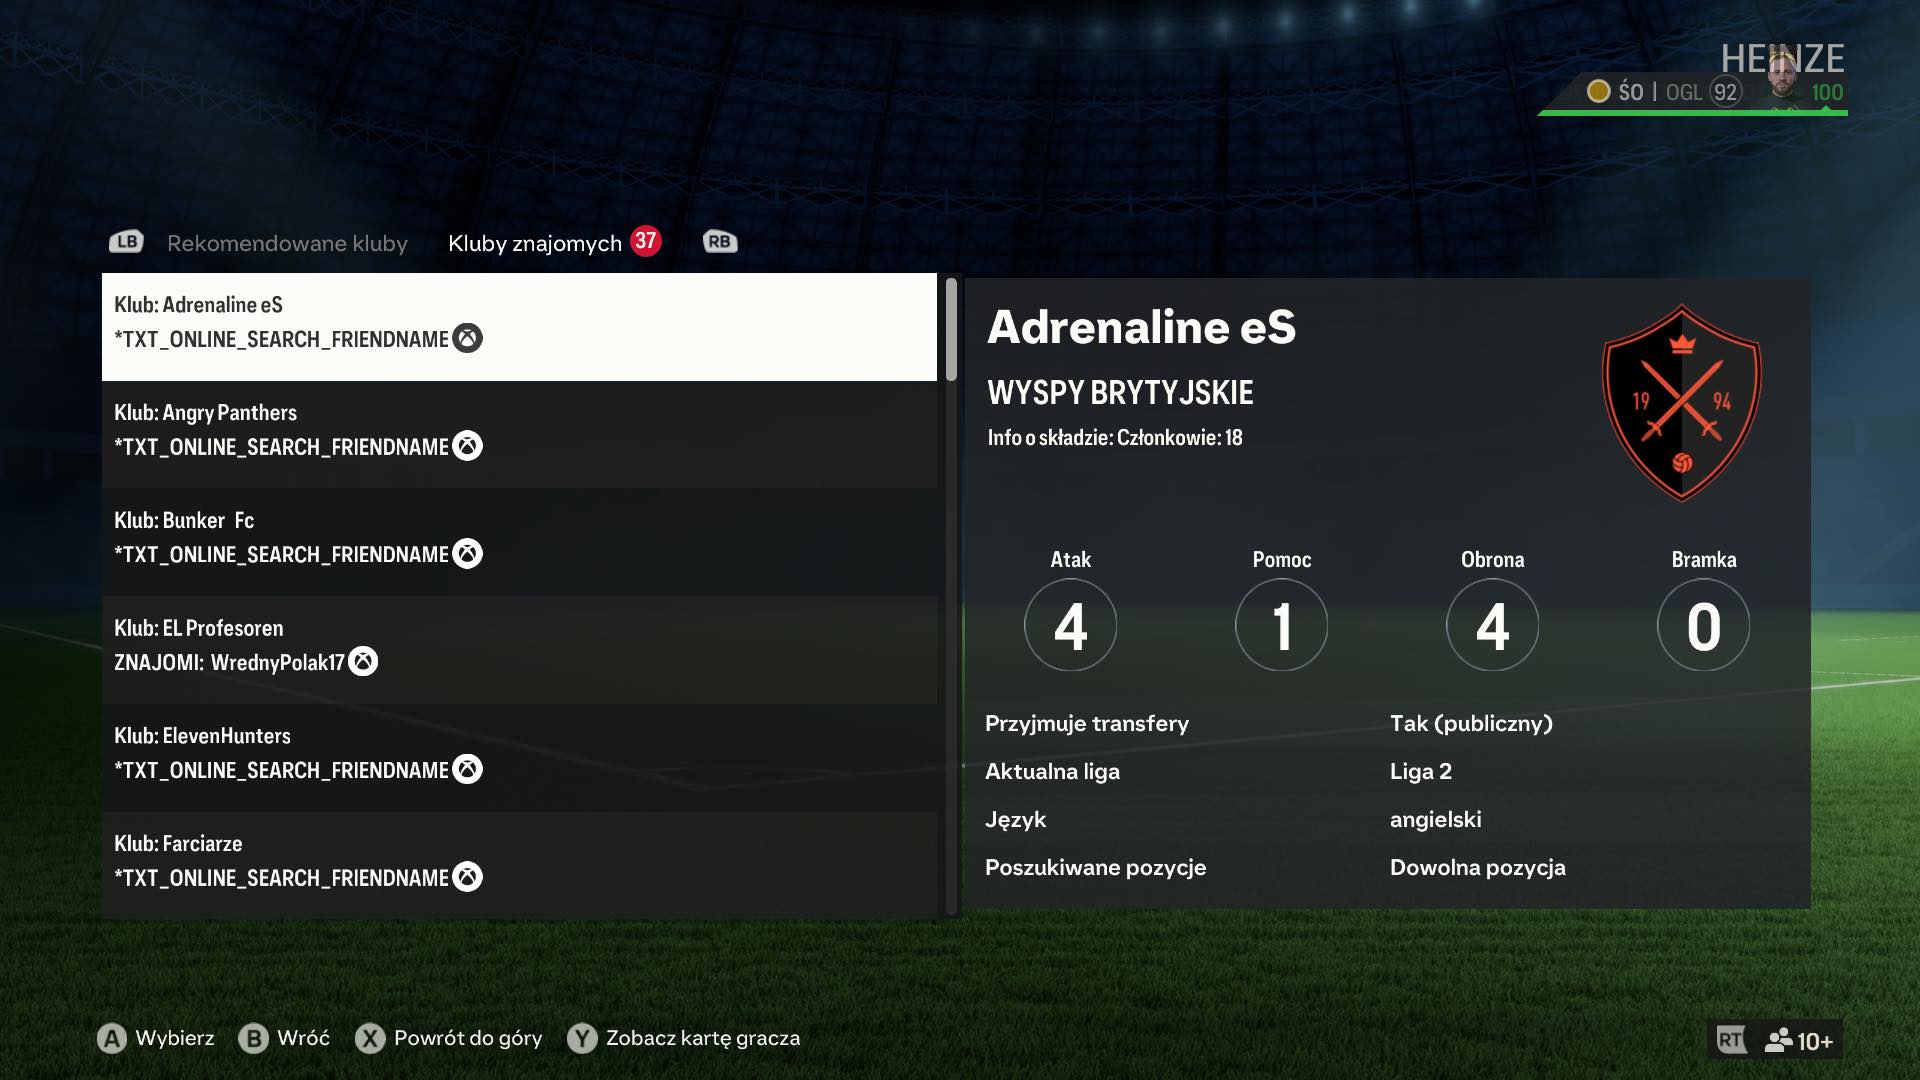 HEINZE
ŚO | OGL 92 100
LB Rekomendowane kluby Kluby znajomych 37 RB
Klub: Adrenaline eS
*TXT_ONLINE_SEARCH_FRIENDNAME
Klub: Angry Panthers
*TXT_ONLINE_SEARCH_FRIENDNAME
Klub: Bunker Fc
*TXT_ONLINE_SEARCH_FRIENDNAME
Klub: EL Profesoren
ZNAJOMI: WrednyPolak17
Klub: ElevenHunters
*TXT_ONLINE_SEARCH_FRIENDNAME
Klub: Farciarze
*TXT_ONLINE_SEARCH_FRIENDNAME
Adrenaline eS
WYSPY BRYTYJSKIE
Info o składzie: Członkowie: 18
19 94
Atak Pomoc Obrona Bramka
4 1 4 0
Przyjmuje transfery Tak (publiczny)
Aktualna liga Liga 2
Język angielski
Poszukiwane pozycje Dowolna pozycja
A Wybierz B Wróć X Powrót do góry Y Zobacz kartę gracza
RT 10+